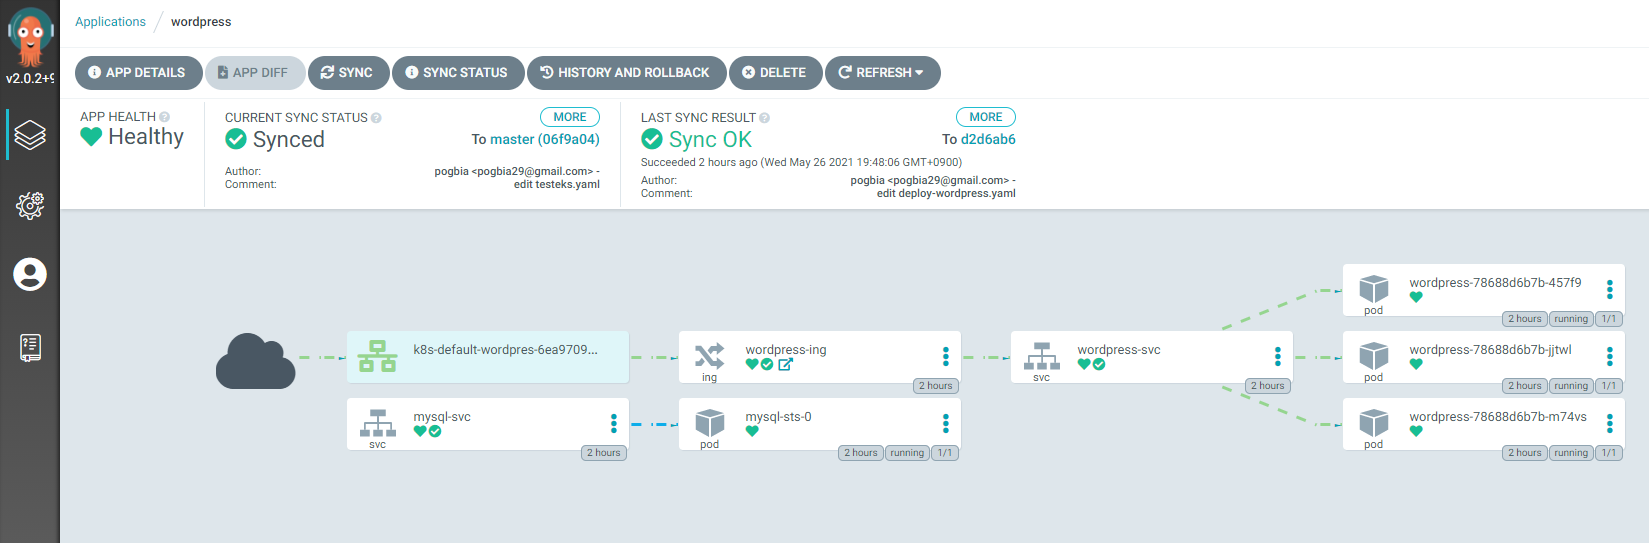 Applications / wordpress
v2.0.2+9
APP DETAILS
APP DIFF
SYNC
SYNC STATUS
HISTORY AND ROLLBACK
DELETE
REFRESH
APP HEALTH
Healthy
CURRENT SYNC STATUS
MORE
Synced
To master (06f9a04)
Author: pogbia <pogbia29@gmail.com> -
Comment: edit testeks.yaml
LAST SYNC RESULT
MORE
Sync OK
To d2d6ab6
Succeeded 2 hours ago (Wed May 26 2021 19:48:06 GMT+0900)
Author: pogbia <pogbia29@gmail.com> -
Comment: edit deploy-wordpress.yaml
k8s-default-wordpres-6ea9709...
wordpress-ing
ing
2 hours
wordpress-svc
svc
2 hours
wordpress-78688d6b7b-457f9
pod
2 hours running 1/1
wordpress-78688d6b7b-jjtwl
pod
2 hours running 1/1
wordpress-78688d6b7b-m74vs
pod
2 hours running 1/1
mysql-svc
svc
2 hours
mysql-sts-0
pod
2 hours running 1/1